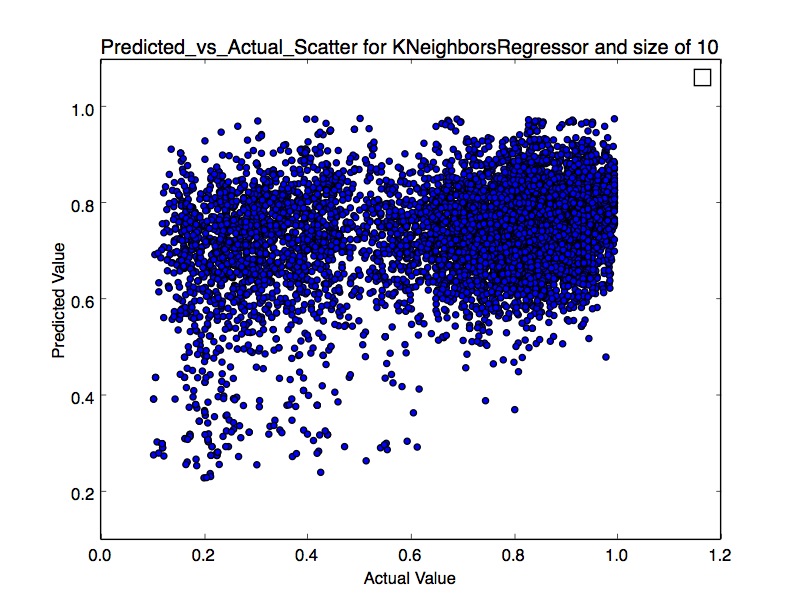 Predicted_vs_Actual_Scatter for KNeighborsRegressor and size of 10
1.0
0.8
0.6
0.4
0.2
Predicted Value
0.0 0.2 0.4 0.6 0.8 1.0 1.2
Actual Value